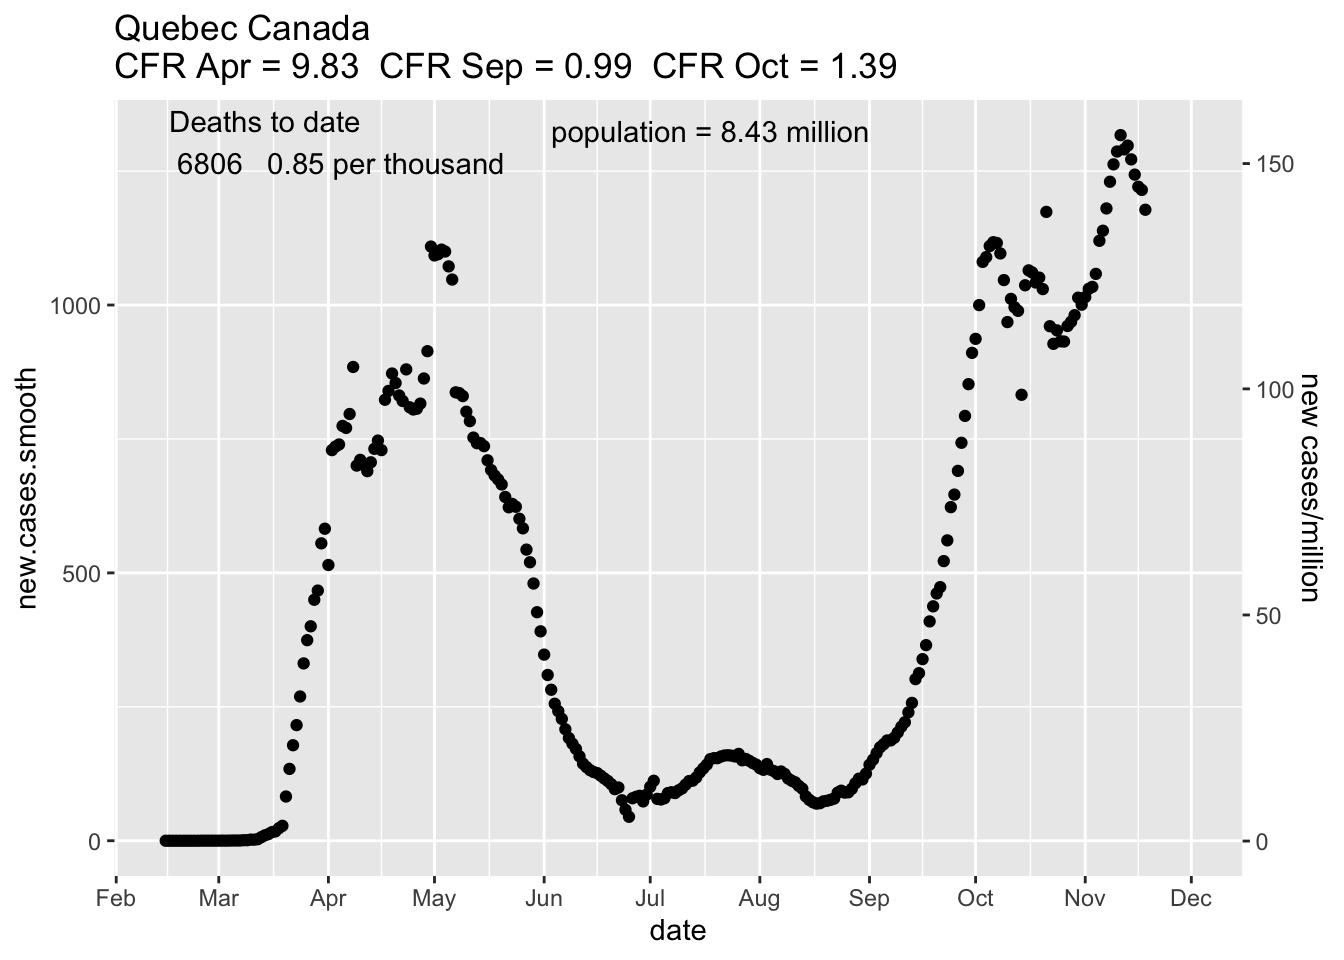 Quebec Canada
CFR Apr = 9.83  CFR Sep = 0.99  CFR Oct = 1.39
Deaths to date
6806   0.85 per thousand
population = 8.43 million
new.cases.smooth
1000
500
0
150
100
50
0
new cases/million
Feb Mar Apr May Jun Jul Aug Sep Oct Nov Dec
date